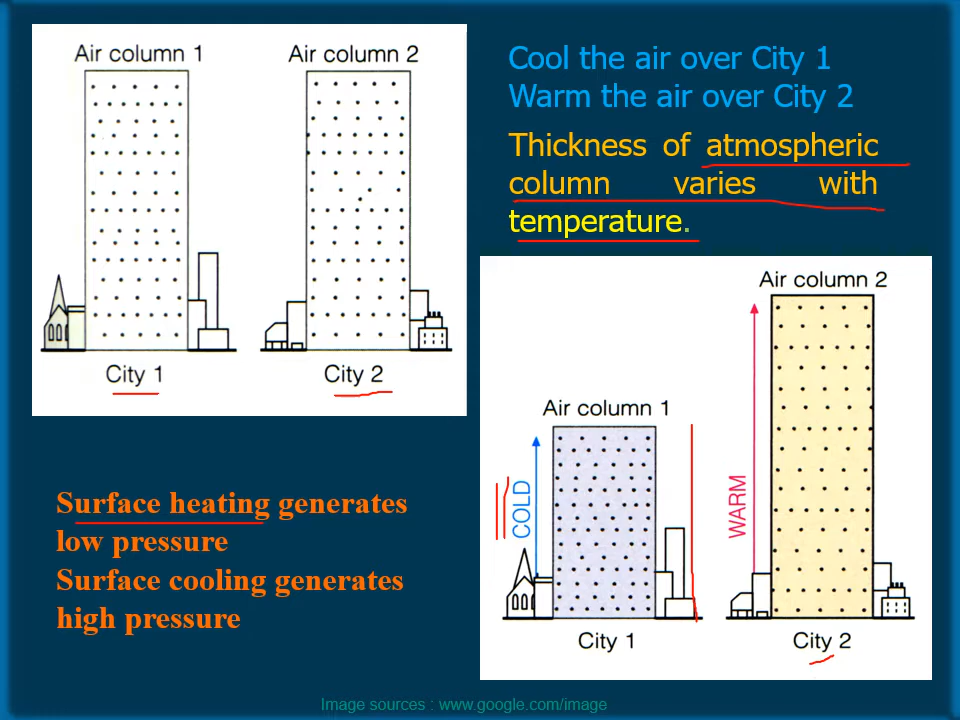 Air column 1
Air column 2
City 1
City 2
Cool the air over City 1
Warm the air over City 2
Thickness of atmospheric
column varies with
temperature.
Air column 2
Air column 1
COLD
WARM
City 1
City 2
Surface heating generates
low pressure
Surface cooling generates
high pressure
Image sources : www.google.com/image